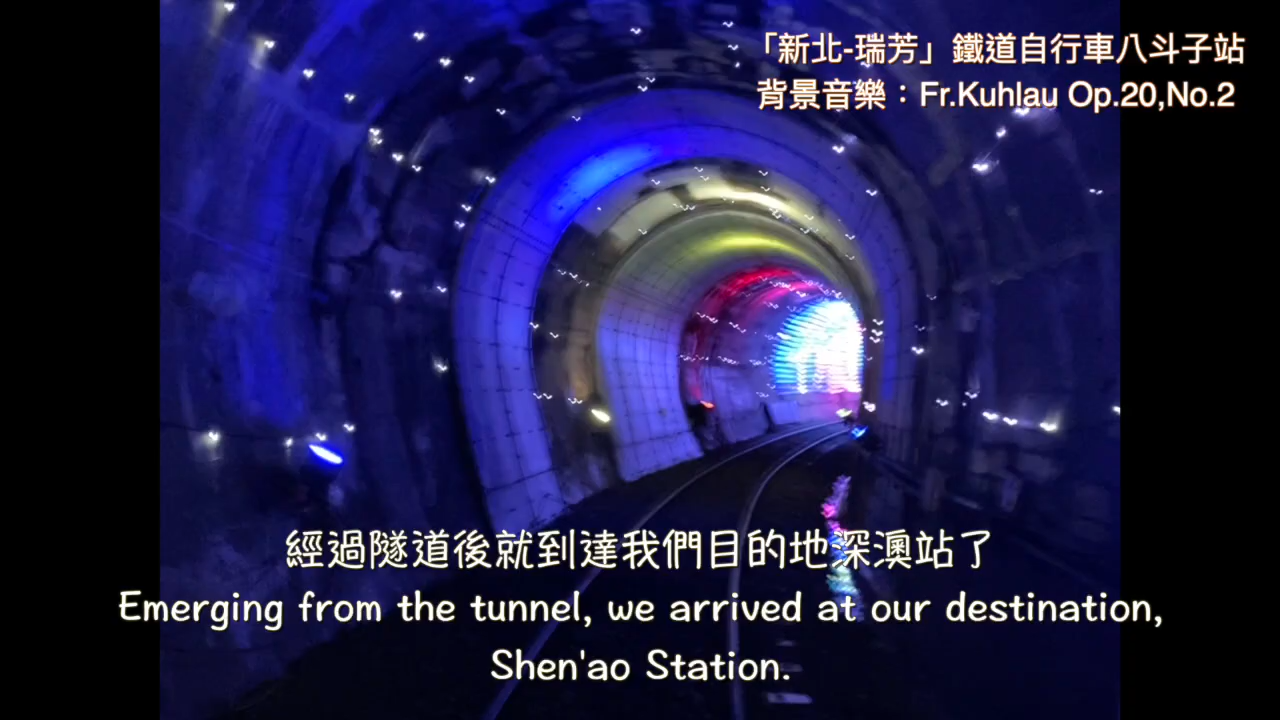 「新北-瑞芳」鐵道自行車八斗子站
背景音樂：Fr.Kuhlau Op.20,No.2
經過隧道後就到達我們目的地深澳站了
Emerging from the tunnel, we arrived at our destination,
Shen'ao Station.